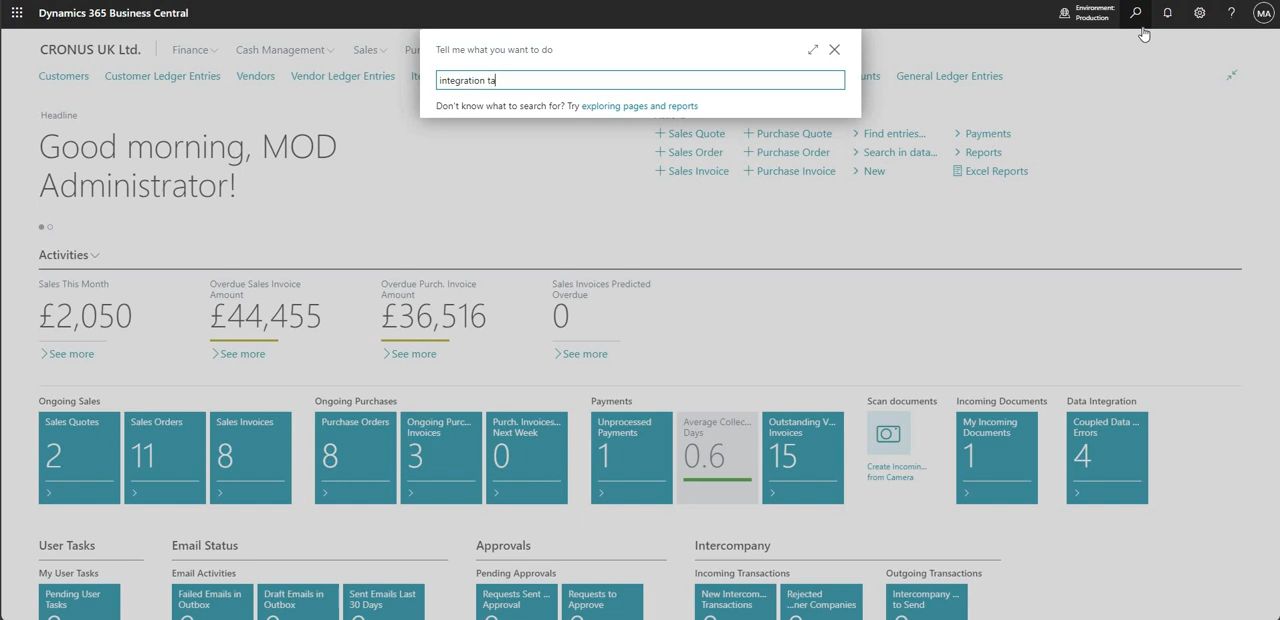 Dynamics 365 Business Central
Environment:
Production
?
MA
CRONUS UK Ltd.
Finance
Cash Management
Sales
Customers
Customer Ledger Entries
Vendors
Vendor Ledger Entries
General Ledger Entries
Tell me what you want to do
integration ta
Don't know what to search for? Try exploring pages and reports
Headline
Good morning, MOD
Administrator!
+ Sales Quote
+ Purchase Quote
> Find entries...
> Payments
+ Sales Order
+ Purchase Order
> Search in data...
> Reports
+ Sales Invoice
+ Purchase Invoice
> New
Excel Reports
Activities
Sales This Month
£2,050
> See more
Overdue Sales Invoice
Amount
£44,455
> See more
Overdue Purch. Invoice
Amount
£36,516
> See more
Sales Invoices Predicted
Overdue
0
> See more
Ongoing Sales
Sales Quotes
2
Sales Orders
11
Sales Invoices
8
Ongoing Purchases
Purchase Orders
8
Ongoing Purc...
Invoices
3
Purch. Invoices...
Next Week
0
Payments
Unprocessed
Payments
1
Average Collec...
Days
0.6
Outstanding V...
Invoices
15
Scan documents
Create Incomin...
from Camera
Incoming Documents
My Incoming
Documents
1
Data Integration
Coupled Data ...
Errors
4
User Tasks
My User Tasks
Pending User
Tasks
Email Status
Email Activities
Failed Emails in
Outbox
Draft Emails in
Outbox
Sent Emails Last
30 Days
Approvals
Pending Approvals
Requests Sent ...
Approval
Requests to
Approve
Intercompany
Incoming Transactions
New Intercom...
Transactions
Rejected
...ner Companies
Outgoing Transactions
Intercompany ...
to Send